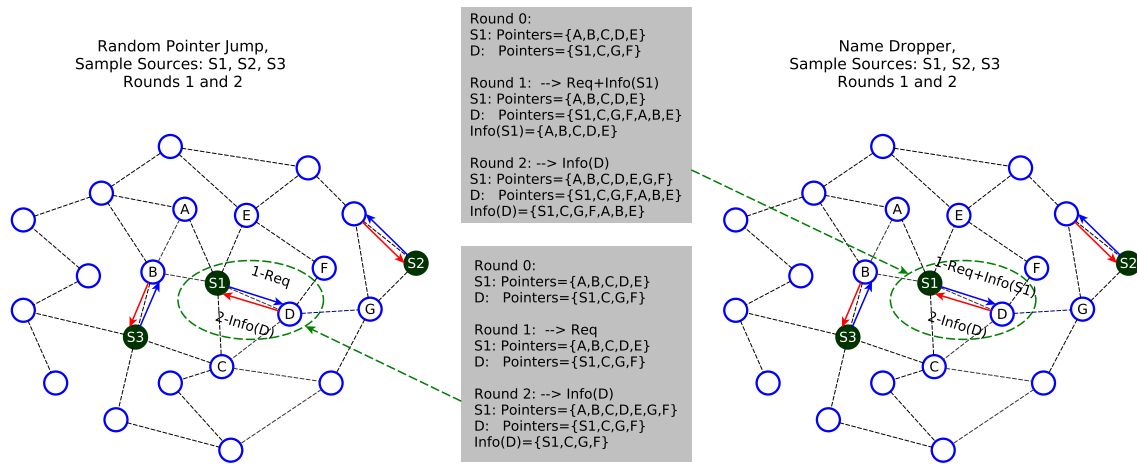 Random Pointer Jump,
Sample Sources: S1, S2, S3
Rounds 1 and 2
A
E
B
S1
F
S2
1-Req
D
G
2-Info(D)
S3
C
Round 0:
S1: Pointers={A,B,C,D,E}
D: Pointers={S1,C,G,F}
Round 1: --> Req+Info(S1)
S1: Pointers={A,B,C,D,E}
D: Pointers={S1,C,G,F,A,B,E}
Info(S1)={A,B,C,D,E}
Round 2: --> Info(D)
S1: Pointers={A,B,C,D,E,G,F}
D: Pointers={S1,C,G,F,A,B,E}
Info(D)={S1,C,G,F,A,B,E}
Round 0:
S1: Pointers={A,B,C,D,E}
D: Pointers={S1,C,G,F}
Round 1: --> Req
S1: Pointers={A,B,C,D,E}
D: Pointers={S1,C,G,F}
Round 2: --> Info(D)
S1: Pointers={A,B,C,D,E,G,F}
D: Pointers={S1,C,G,F}
Info(D)={S1,C,G,F}
Name Dropper,
Sample Sources: S1, S2, S3
Rounds 1 and 2
A
E
B
S1
F
S2
1-Req+Info(S1)
D
G
2-Info(D)
S3
C